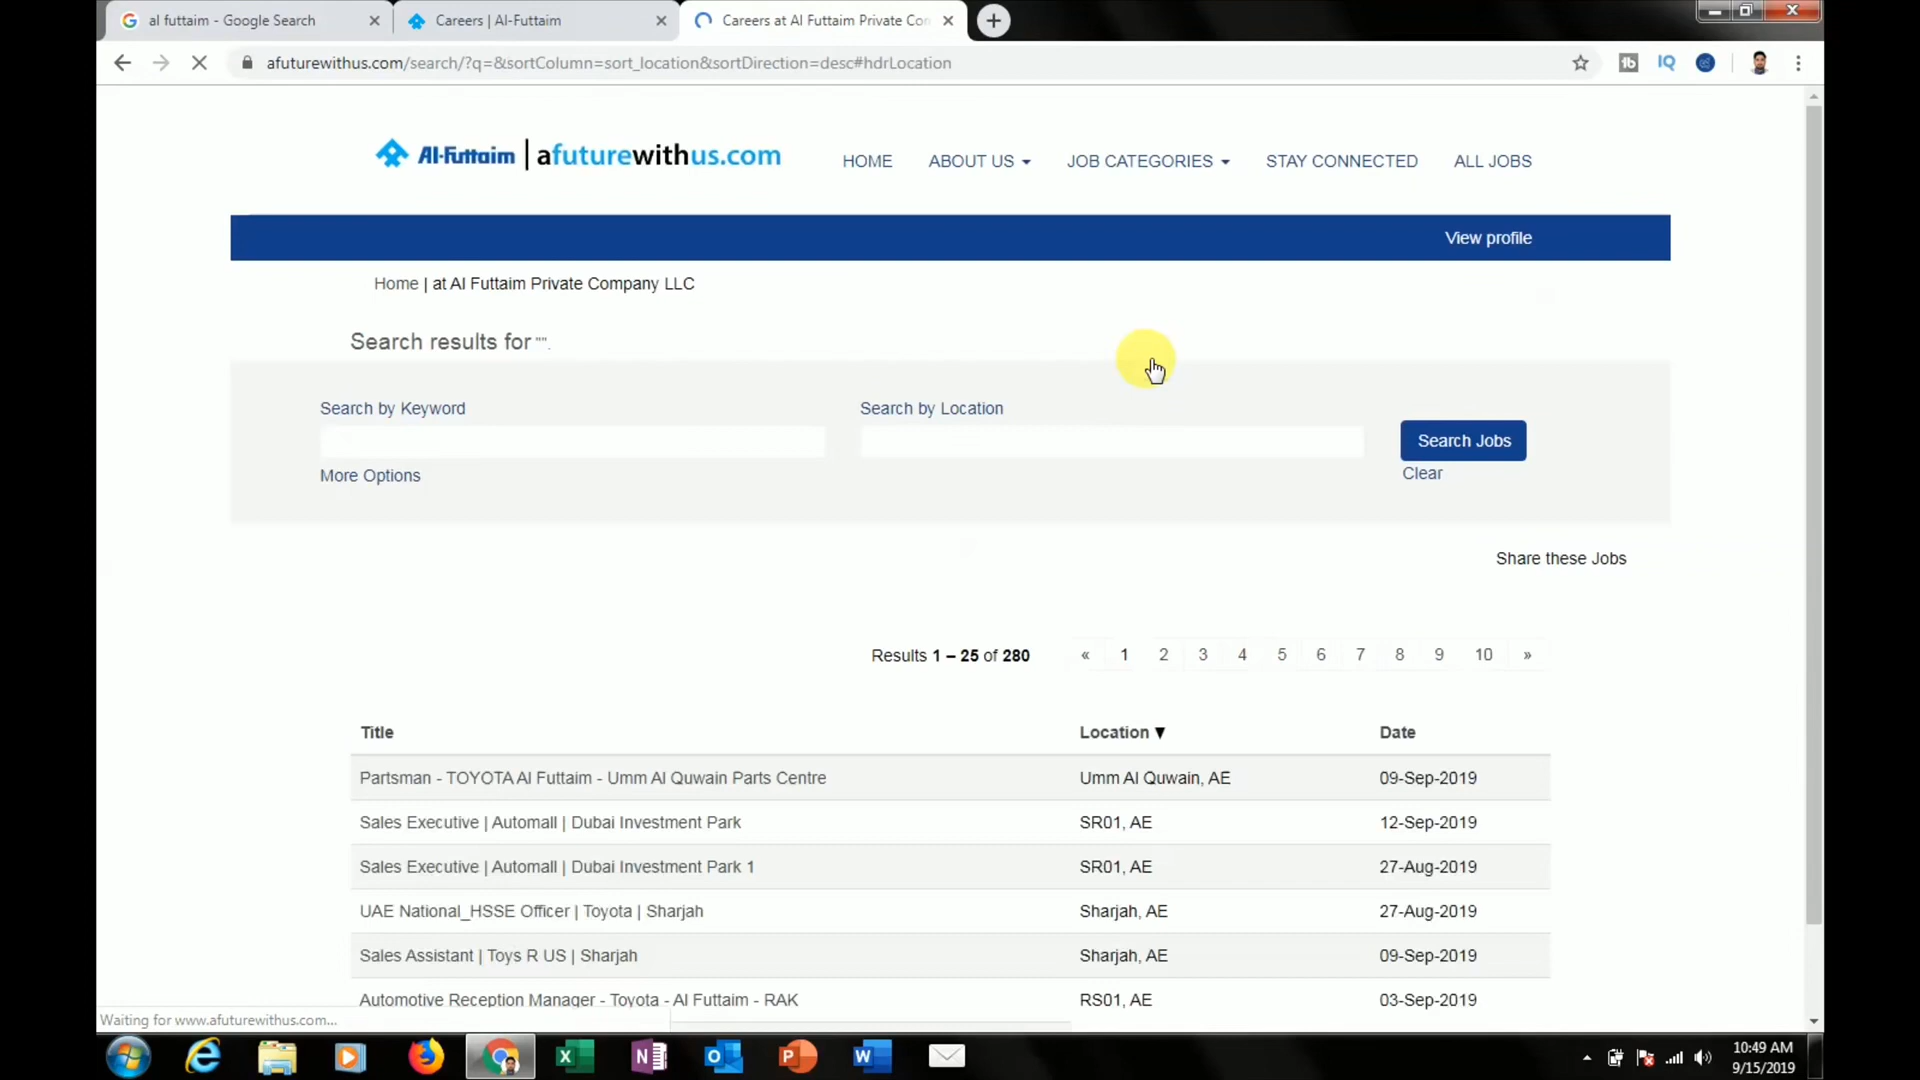 al futtaim - Google Search
Careers | Al-Futtaim
Careers at Al Futtaim Private Con
afuturewithus.com/search/?q=&sortColumn=sort_location&sortDirection=desc#hdrLocation
Al-Futtaim | afuturewithus.com
HOME
ABOUT US
JOB CATEGORIES
STAY CONNECTED
ALL JOBS
View profile
Home | at Al Futtaim Private Company LLC
Search results for "".
Search by Keyword
Search by Location
Search Jobs
More Options
Clear
Share these Jobs
Results 1 – 25 of 280 « 1 2 3 4 5 6 7 8 9 10 »
Title Location ▼ Date
Partsman - TOYOTA Al Futtaim - Umm Al Quwain Parts Centre Umm Al Quwain, AE 09-Sep-2019
Sales Executive | Automall | Dubai Investment Park SR01, AE 12-Sep-2019
Sales Executive | Automall | Dubai Investment Park 1 SR01, AE 27-Aug-2019
UAE National_HSSE Officer | Toyota | Sharjah Sharjah, AE 27-Aug-2019
Sales Assistant | Toys R US | Sharjah Sharjah, AE 09-Sep-2019
Automotive Reception Manager - Toyota - Al Futtaim - RAK RS01, AE 03-Sep-2019
Waiting for www.afuturewithus.com...
10:49 AM
9/15/2019